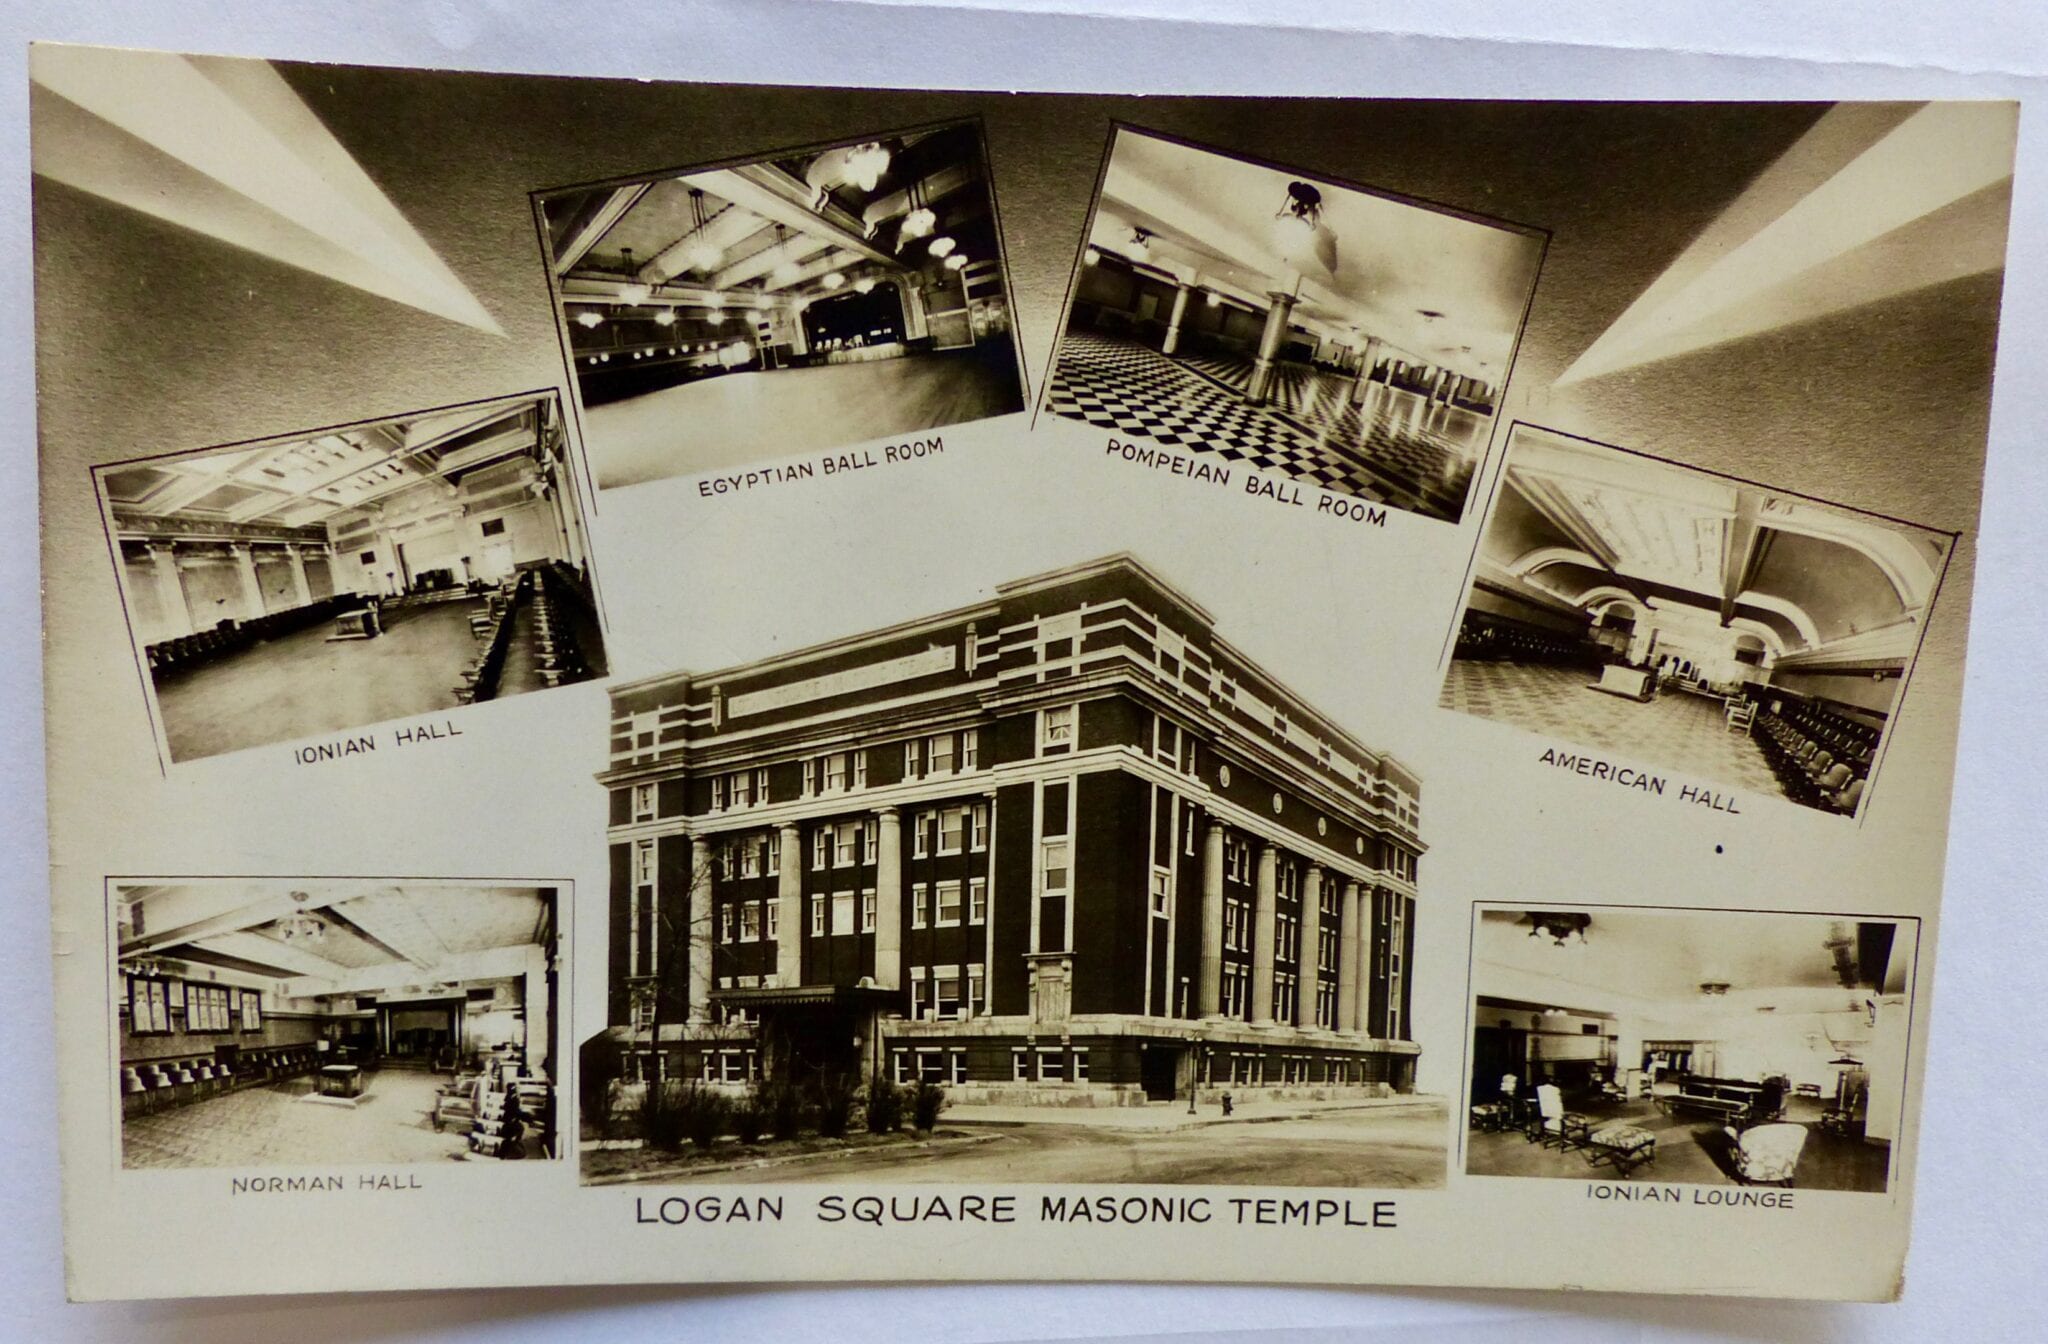 EGYPTIAN BALL ROOM
POMPEIAN BALL ROOM
IONIAN HALL
AMERICAN HALL
NORMAN HALL
IONIAN LOUNGE
LOGAN SQUARE MASONIC TEMPLE